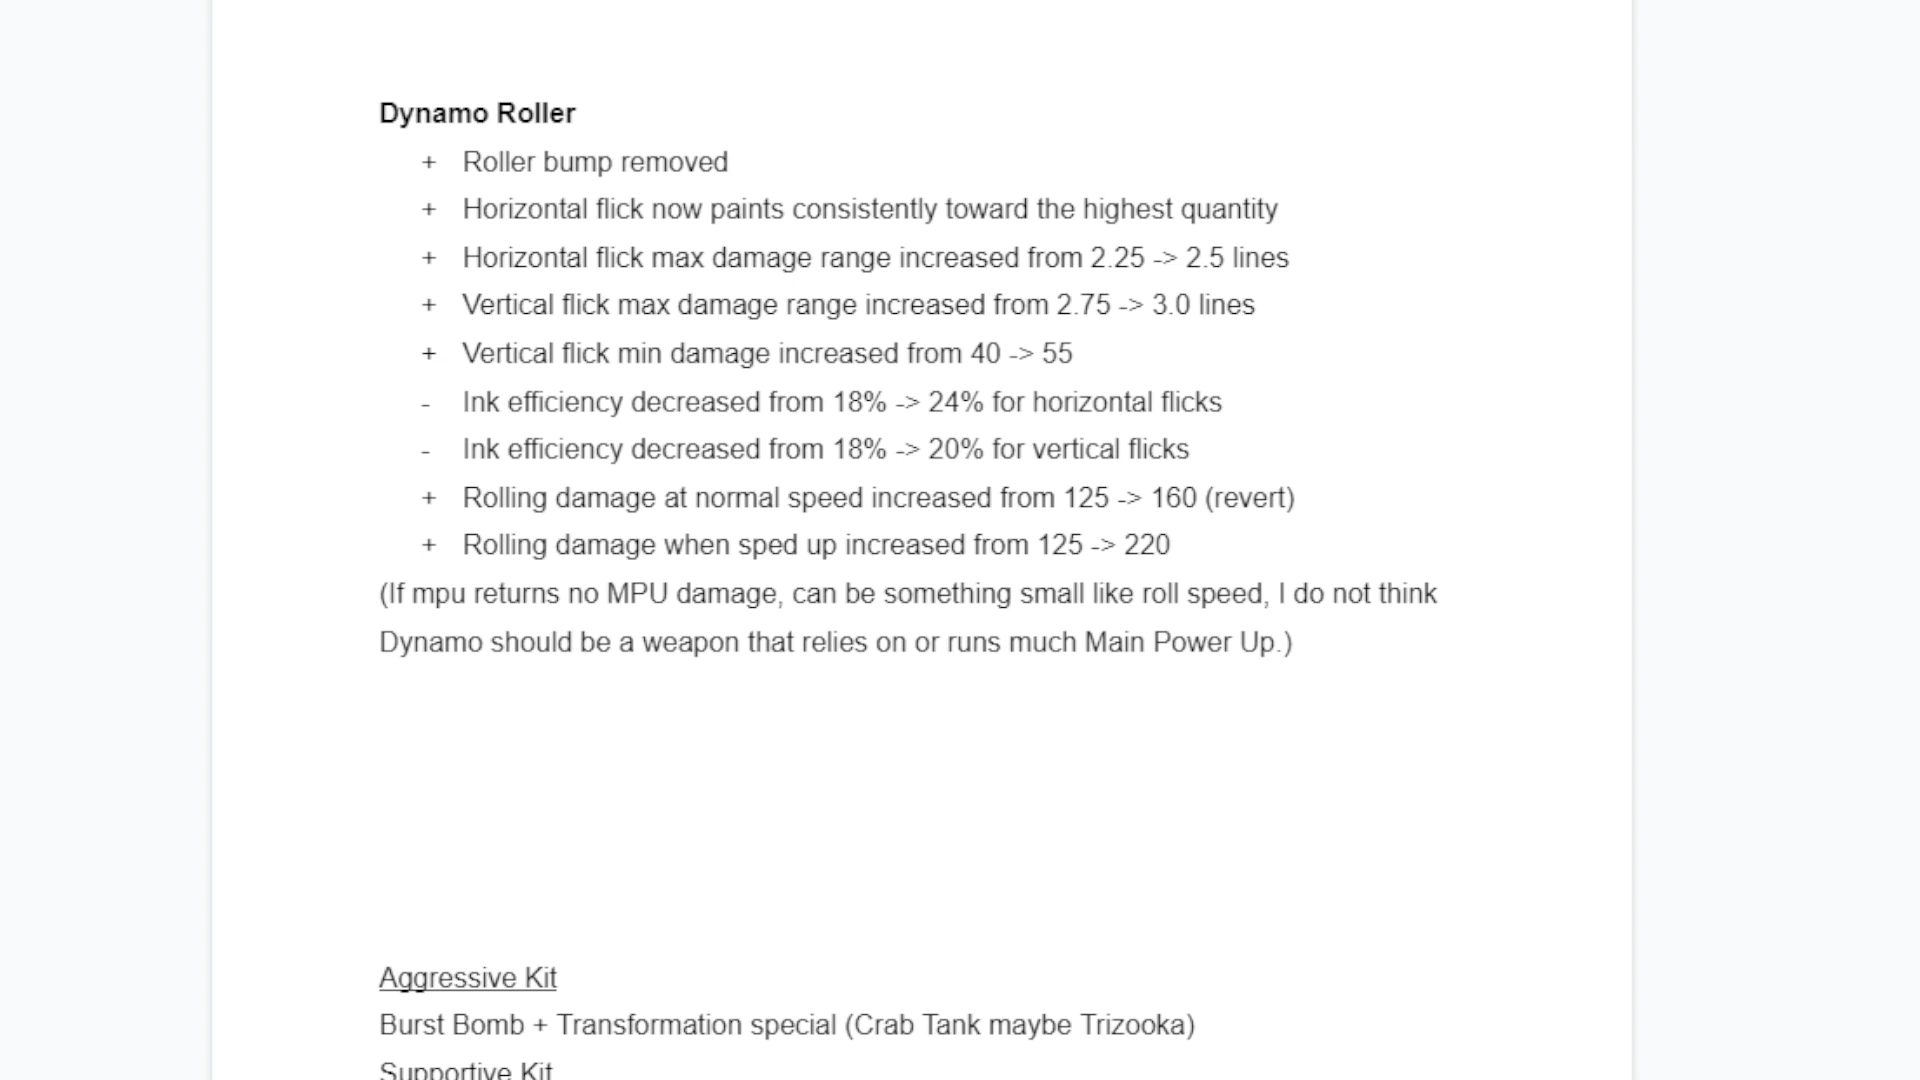 Dynamo Roller
+ Roller bump removed
+ Horizontal flick now paints consistently toward the highest quantity
+ Horizontal flick max damage range increased from 2.25 -> 2.5 lines
+ Vertical flick max damage range increased from 2.75 -> 3.0 lines
+ Vertical flick min damage increased from 40 -> 55
- Ink efficiency decreased from 18% -> 24% for horizontal flicks
- Ink efficiency decreased from 18% -> 20% for vertical flicks
+ Rolling damage at normal speed increased from 125 -> 160 (revert)
+ Rolling damage when sped up increased from 125 -> 220
(If mpu returns no MPU damage, can be something small like roll speed, I do not think
Dynamo should be a weapon that relies on or runs much Main Power Up.)
Aggressive Kit
Burst Bomb + Transformation special (Crab Tank maybe Trizooka)
Supportive Kit